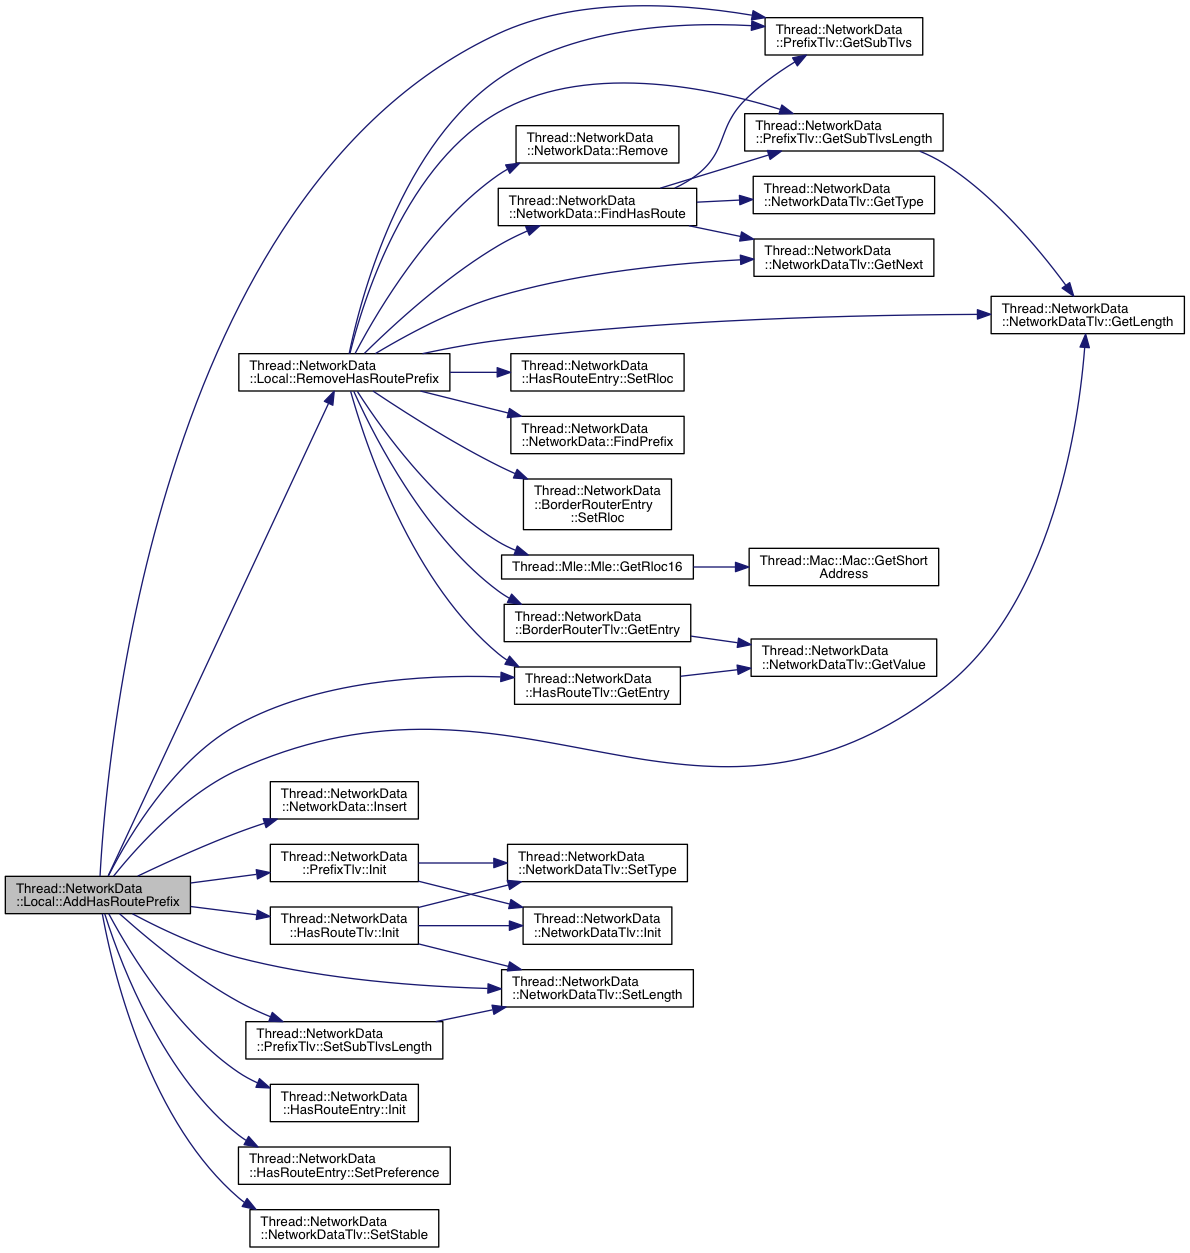 Thread::NetworkData
::PrefixTlv::GetSubTlvs
Thread::NetworkData
::PrefixTlv::GetSubTlvsLength
Thread::NetworkData
::NetworkData::Remove
Thread::NetworkData
::NetworkDataTlv::GetType
Thread::NetworkData
::NetworkData::FindHasRoute
Thread::NetworkData
::NetworkDataTlv::GetNext
Thread::NetworkData
::NetworkDataTlv::GetLength
Thread::NetworkData
::Local::RemoveHasRoutePrefix
Thread::NetworkData
::HasRouteEntry::SetRloc
Thread::NetworkData
::NetworkData::FindPrefix
Thread::NetworkData
::BorderRouterEntry
::SetRloc
Thread::Mle::Mle::GetRloc16
Thread::Mac::Mac::GetShort
Address
Thread::NetworkData
::BorderRouterTlv::GetEntry
Thread::NetworkData
::NetworkDataTlv::GetValue
Thread::NetworkData
::HasRouteTlv::GetEntry
Thread::NetworkData
::NetworkData::Insert
Thread::NetworkData
::PrefixTlv::Init
Thread::NetworkData
::NetworkDataTlv::SetType
Thread::NetworkData
::Local::AddHasRoutePrefix
Thread::NetworkData
::HasRouteTlv::Init
Thread::NetworkData
::NetworkDataTlv::Init
Thread::NetworkData
::NetworkDataTlv::SetLength
Thread::NetworkData
::PrefixTlv::SetSubTlvsLength
Thread::NetworkData
::HasRouteEntry::Init
Thread::NetworkData
::HasRouteEntry::SetPreference
Thread::NetworkData
::NetworkDataTlv::SetStable